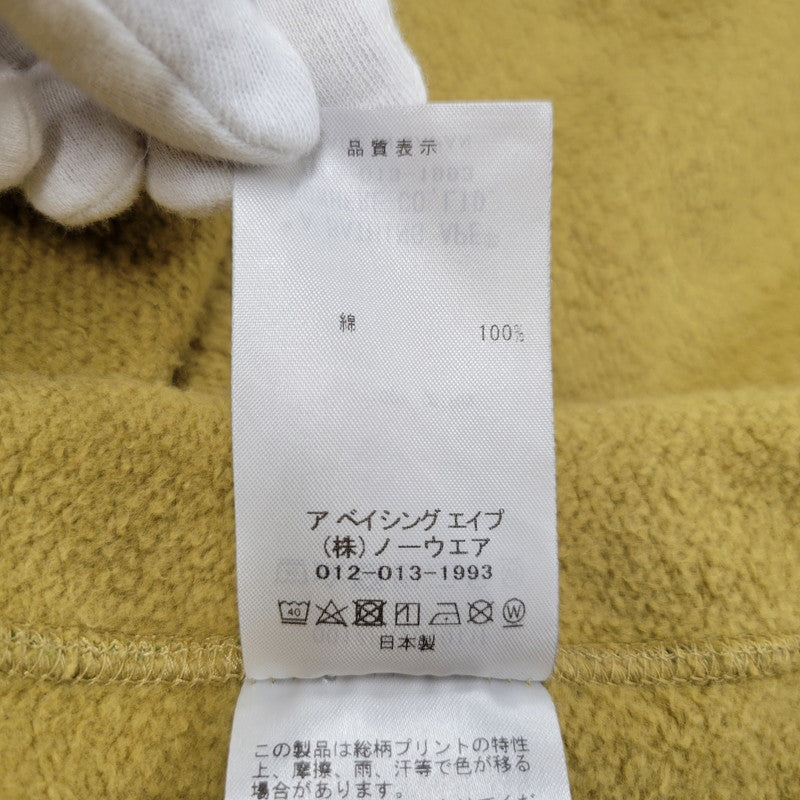 品質表示
綿 100%
ア ベイシング エイプ
(株)ノーウエア
012-013-1993
40 W
日本製
この製品は総柄プリントの特性
上、摩擦、雨、汗等で色が移る
場合があります。